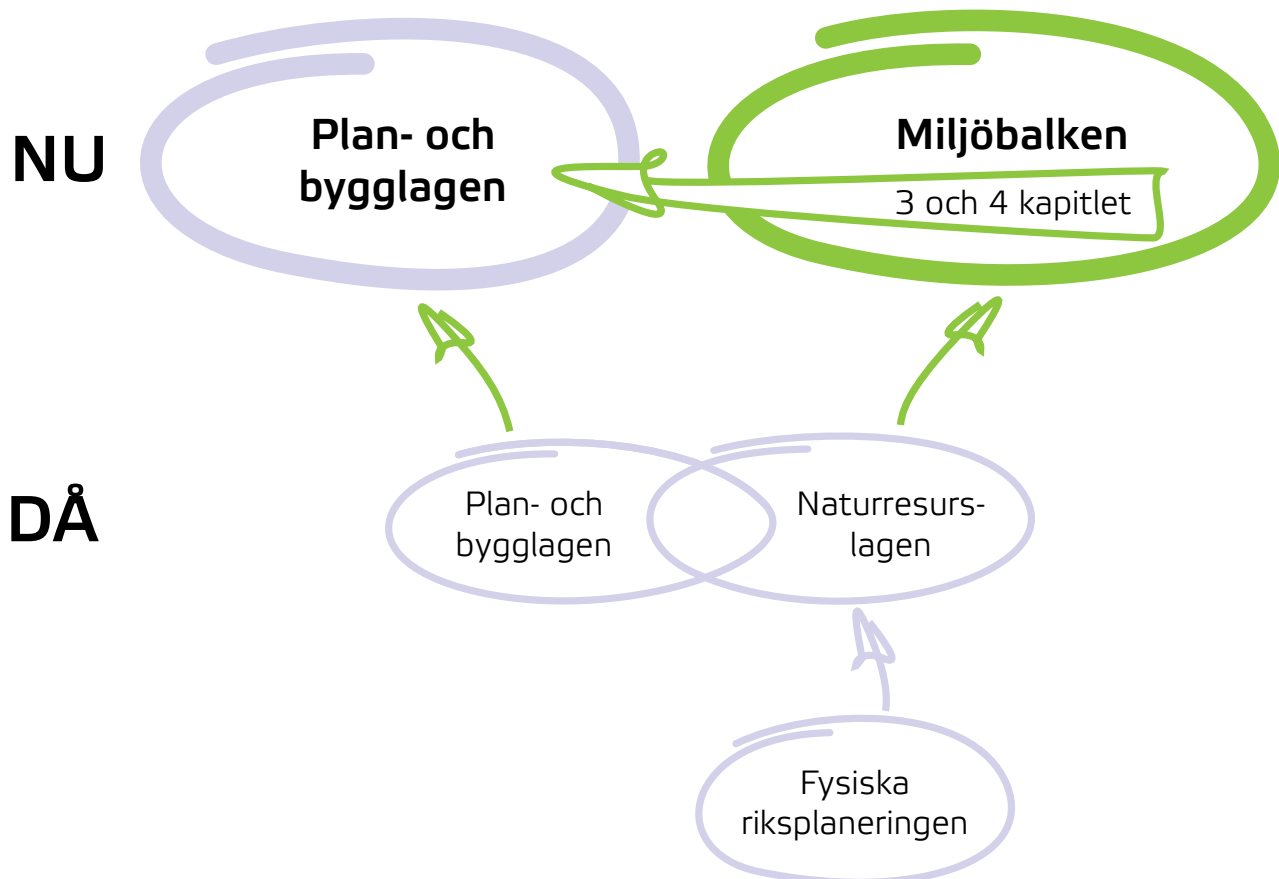 NU
Plan- och
bygglagen
Miljöbalken
3 och 4 kapitlet
DÅ
Plan- och
bygglagen
Naturresurs-
lagen
Fysiska
riksplaneringen